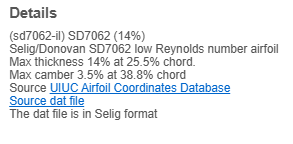 Details
(sd7062-il) SD7062 (14%)
Selig/Donovan SD7062 low Reynolds number airfoil
Max thickness 14% at 25.5% chord.
Max camber 3.5% at 38.8% chord
Source UIUC Airfoil Coordinates Database
Source dat file
The dat file is in Selig format